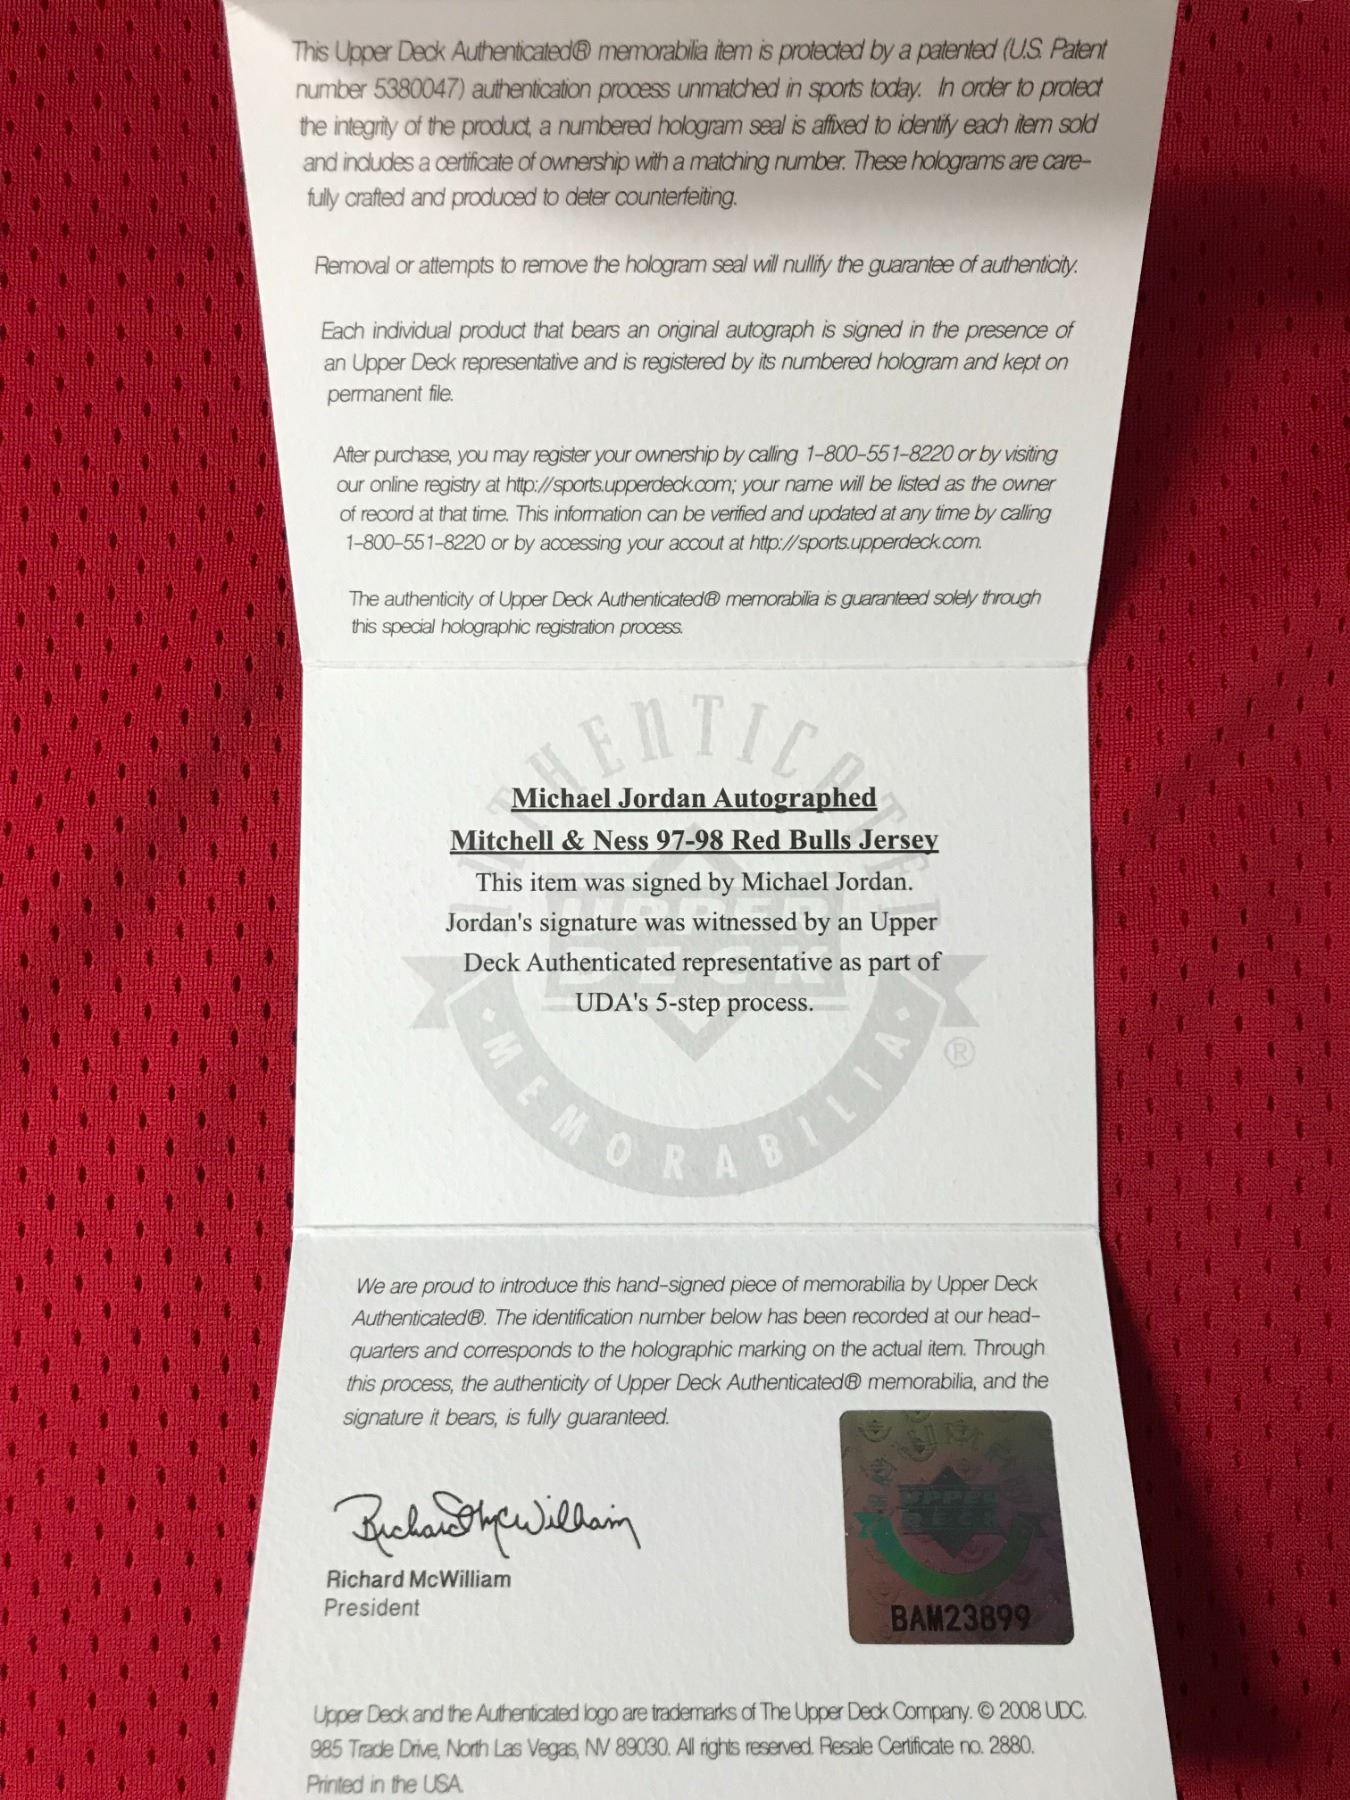 This Upper Deck Authenticated® memorabilia item is protected by a patented (U.S. Patent
number 5380047) authentication process unmatched in sports today. In order to protect
the integrity of the product, a numbered hologram seal is affixed to identify each item sold
and includes a certificate of ownership with a matching number. These holograms are care-
fully crafted and produced to deter counterfeiting.
Removal or attempts to remove the hologram seal will nullify the guarantee of authenticity.
Each individual product that bears an original autograph is signed in the presence of
an Upper Deck representative and is registered by its numbered hologram and kept on
permanent file.
After purchase, you may register your ownership by calling 1-800-551-8220 or by visiting
our online registry at http://sports.upperdeck.com; your name will be listed as the owner
of record at that time. This information can be verified and updated at any time by calling
1-800-551-8220 or by accessing your accout at http://sports.upperdeck.com.
The authenticity of Upper Deck Authenticated® memorabilia is guaranteed solely through
this special holographic registration process.
AUTHENTICATED
UPPER
DECK
MEMORABILIA ®
Michael Jordan Autographed
Mitchell & Ness 97-98 Red Bulls Jersey
This item was signed by Michael Jordan.
Jordan's signature was witnessed by an Upper
Deck Authenticated representative as part of
UDA's 5-step process.
We are proud to introduce this hand-signed piece of memorabilia by Upper Deck
Authenticated®. The identification number below has been recorded at our head-
quarters and corresponds to the holographic marking on the actual item. Through
this process, the authenticity of Upper Deck Authenticated® memorabilia, and the
signature it bears, is fully guaranteed.
Richard McWilliam
Richard McWilliam
President
UPPER
DECK
BAM23899
Upper Deck and the Authenticated logo are trademarks of The Upper Deck Company. © 2008 UDC.
985 Trade Drive, North Las Vegas, NV 89030. All rights reserved. Resale Certificate no. 2880.
Printed in the USA.